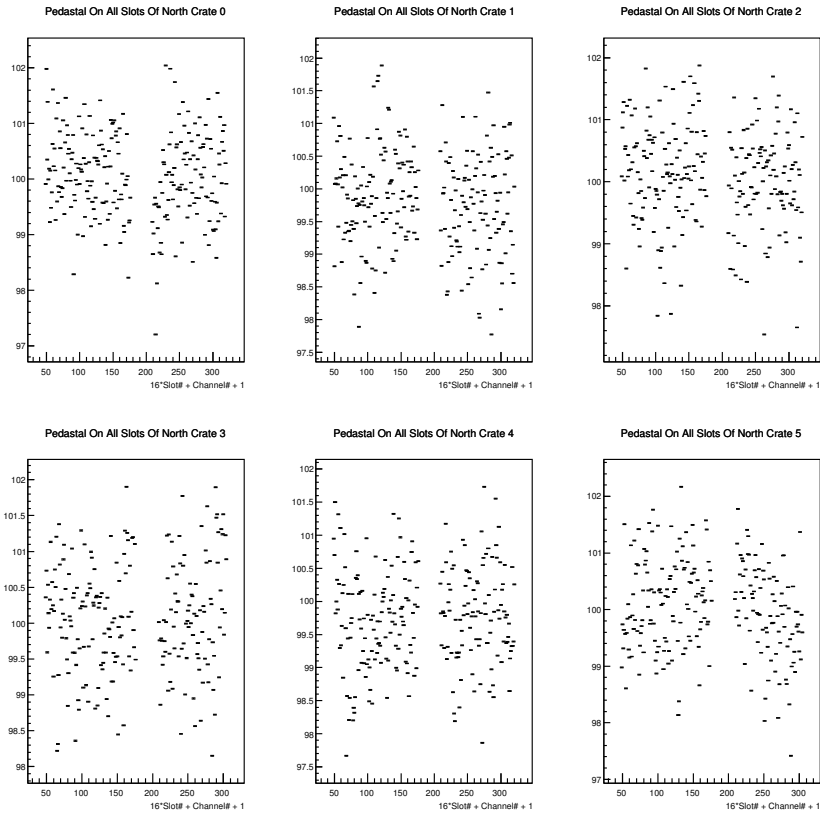 Pedastal On All Slots Of North Crate 0
102
101
100
99
98
97
50 100 150 200 250 300
16*Slot# + Channel# + 1
Pedastal On All Slots Of North Crate 1
102
101.5
101
100.5
100
99.5
99
98.5
98
97.5
50 100 150 200 250 300
16*Slot# + Channel# + 1
Pedastal On All Slots Of North Crate 2
102
101
100
99
98
50 100 150 200 250 300
16*Slot# + Channel# + 1
Pedastal On All Slots Of North Crate 3
102
101.5
101
100.5
100
99.5
99
98.5
98
50 100 150 200 250 300
16*Slot# + Channel# + 1
Pedastal On All Slots Of North Crate 4
102
101.5
101
100.5
100
99.5
99
98.5
98
97.5
50 100 150 200 250 300
16*Slot# + Channel# + 1
Pedastal On All Slots Of North Crate 5
102
101
100
99
98
97
50 100 150 200 250 300
16*Slot# + Channel# + 1